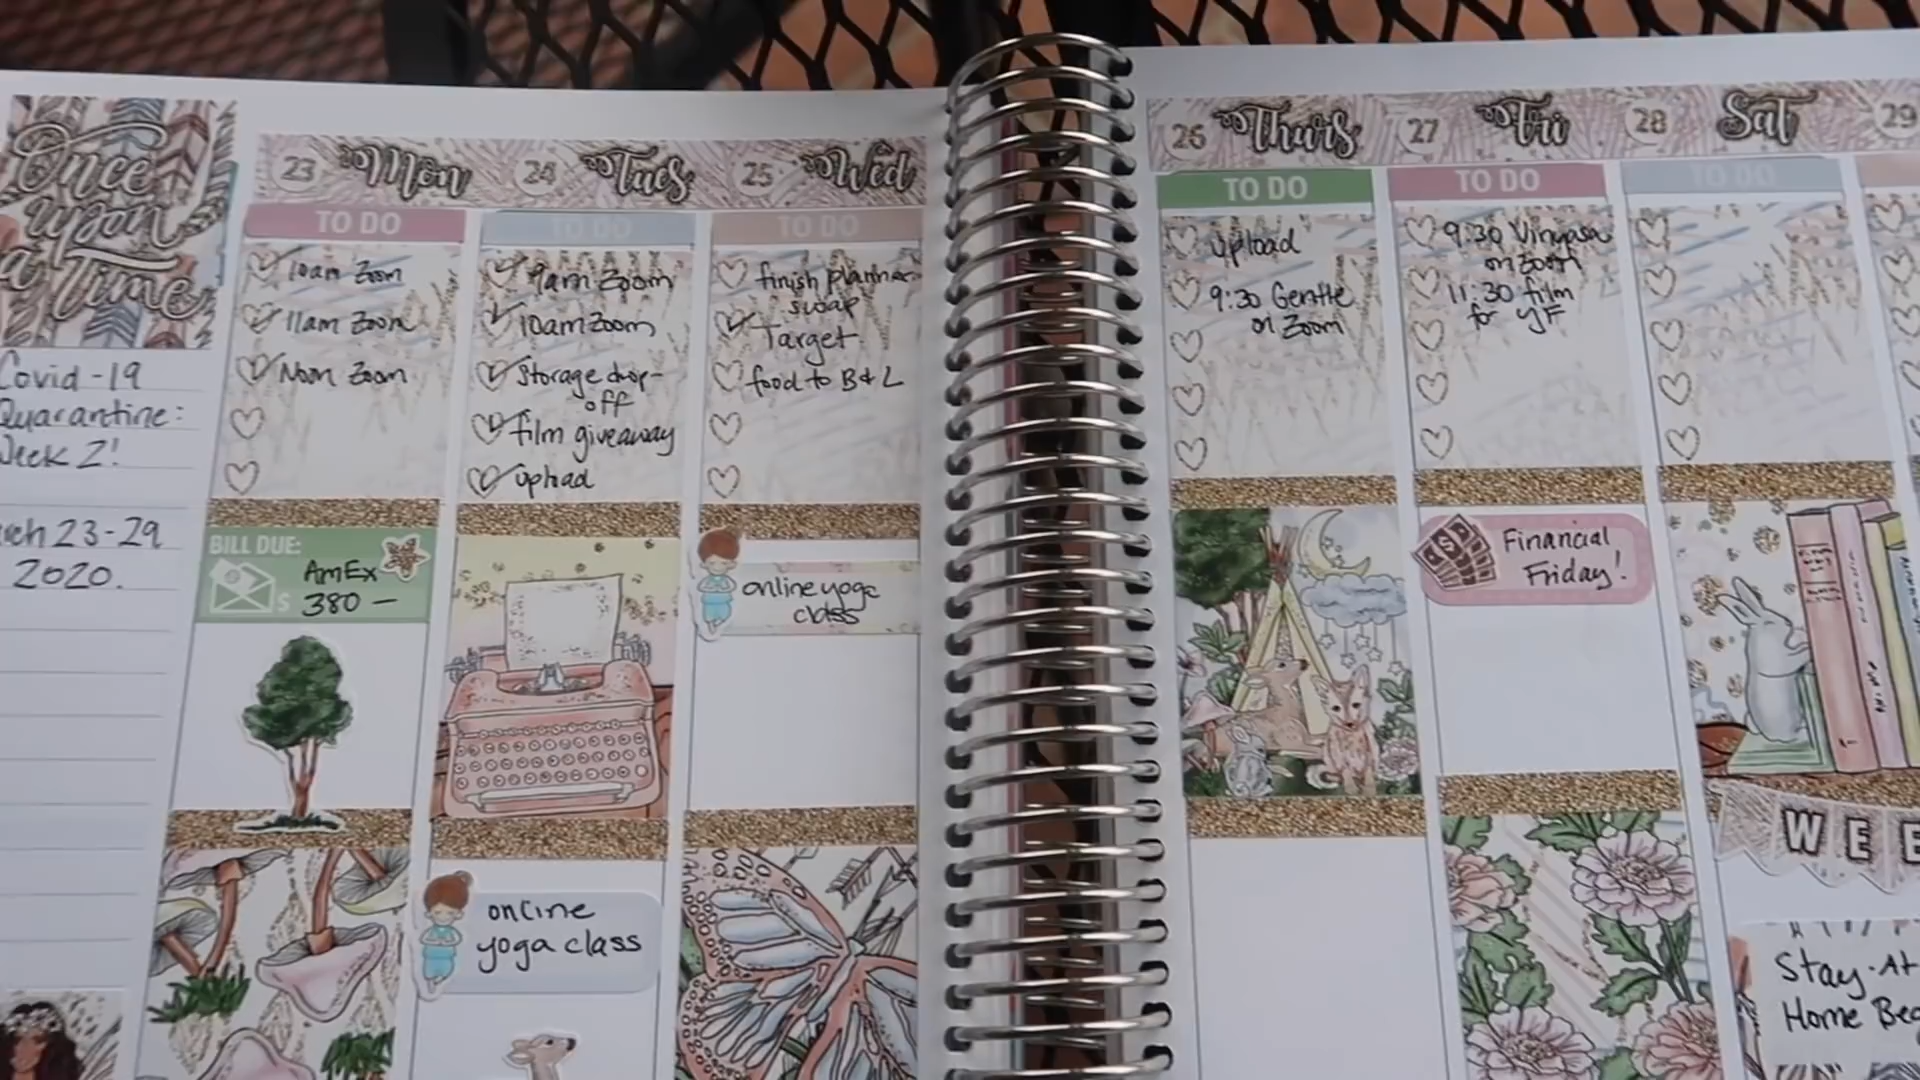 Once
upon
a time
Covid-19
Quarantine:
Week 2!
March 23-29
2020.
23 Mon
TO DO
10am Zoom
11am Zoom
Noon Zoom
BILL DUE:
AmEx
$ 380 —
24 Tues
TO DO
9am Zoom
10am Zoom
Storage drop-
off
film giveaway
upload
online
yoga class
25 Wed
TO DO
finish planner
swap
Target
food to B & L
online yoga
class
26 Thurs
TO DO
upload
9:30 Gentle
on Zoom
27 Fri
TO DO
9:30 Vinyasa
on Zoom
11:30 film
for YF
Financial
Friday!
28 Sat
TO DO
WEE
Stay-At
Home
29